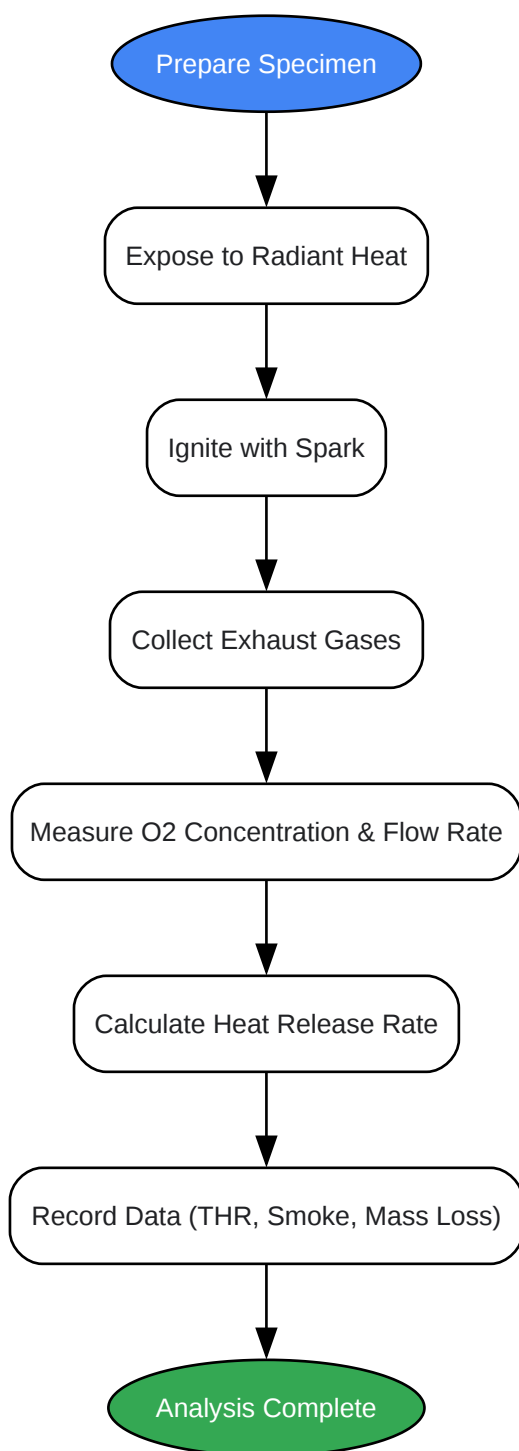 Prepare Specimen
Expose to Radiant Heat
Ignite with Spark
Collect Exhaust Gases
Measure O2 Concentration & Flow Rate
Calculate Heat Release Rate
Record Data (THR, Smoke, Mass Loss)
Analysis Complete